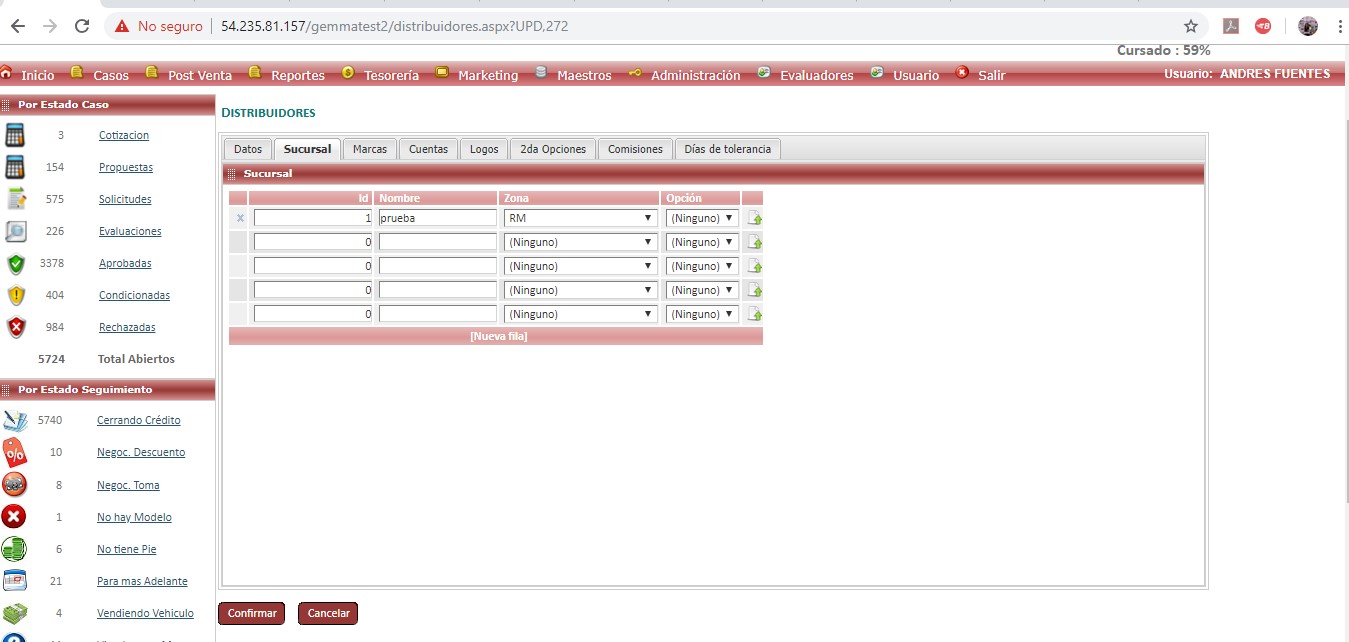 No seguro
54.235.81.157/gemmatest2/distribuidores.aspx?UPD,272
Cursado : 59%
Inicio Casos Post Venta Reportes Tesorería Marketing Maestros Administración Evaluadores Usuario Salir Usuario: ANDRES FUENTES
Por Estado Caso
3 Cotizacion
154 Propuestas
575 Solicitudes
226 Evaluaciones
3378 Aprobadas
404 Condicionadas
984 Rechazadas
5724 Total Abiertos
Por Estado Seguimiento
5740 Cerrando Crédito
10 Negoc. Descuento
8 Negoc. Toma
1 No hay Modelo
6 No tiene Pie
21 Para mas Adelante
4 Vendiendo Vehiculo
DISTRIBUIDORES
Datos Sucursal Marcas Cuentas Logos 2da Opciones Comisiones Días de tolerancia
Sucursal
Id Nombre Zona Opción
x 1 prueba RM (Ninguno)
0 (Ninguno) (Ninguno)
0 (Ninguno) (Ninguno)
0 (Ninguno) (Ninguno)
0 (Ninguno) (Ninguno)
[Nueva fila]
Confirmar Cancelar